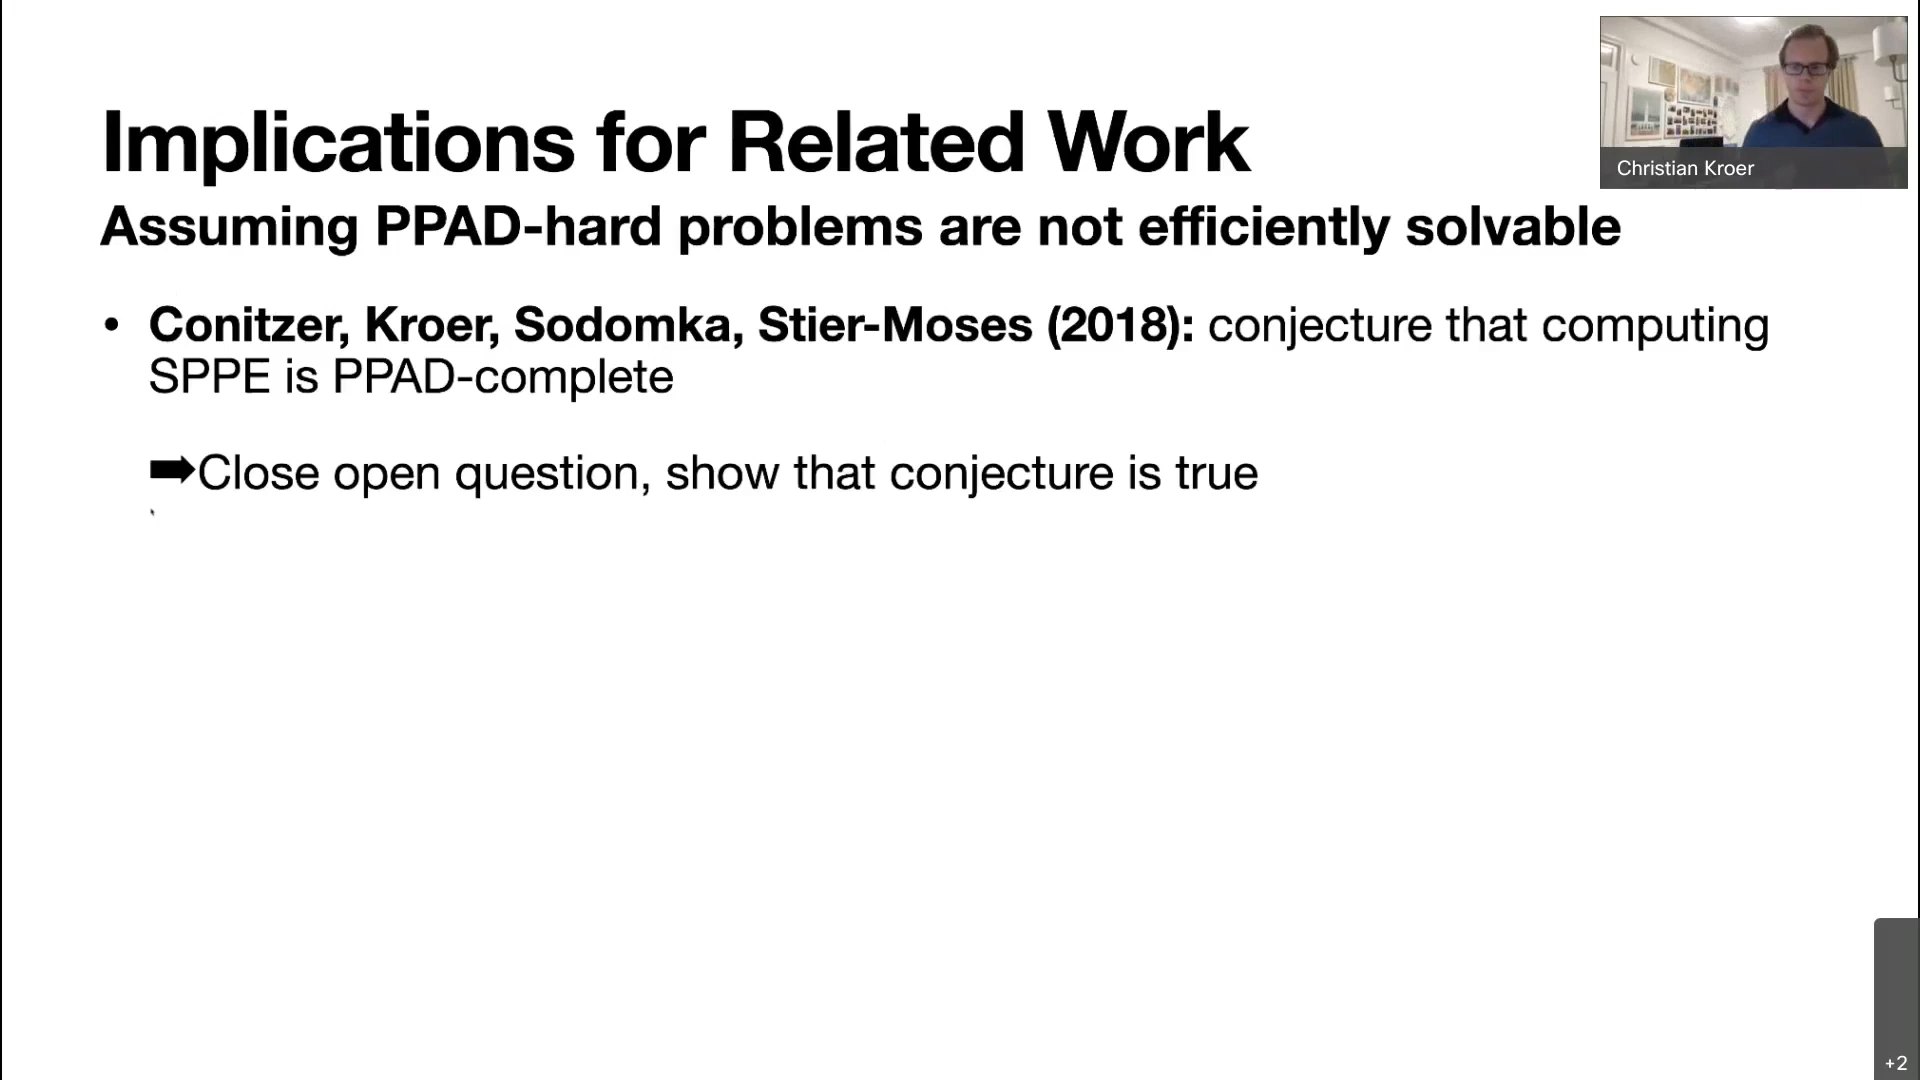 Implications for Related Work
Christian Kroer
Assuming PPAD-hard problems are not efficiently solvable
• Conitzer, Kroer, Sodomka, Stier-Moses (2018): conjecture that computing
SPPE is PPAD-complete
➡Close open question, show that conjecture is true
+2